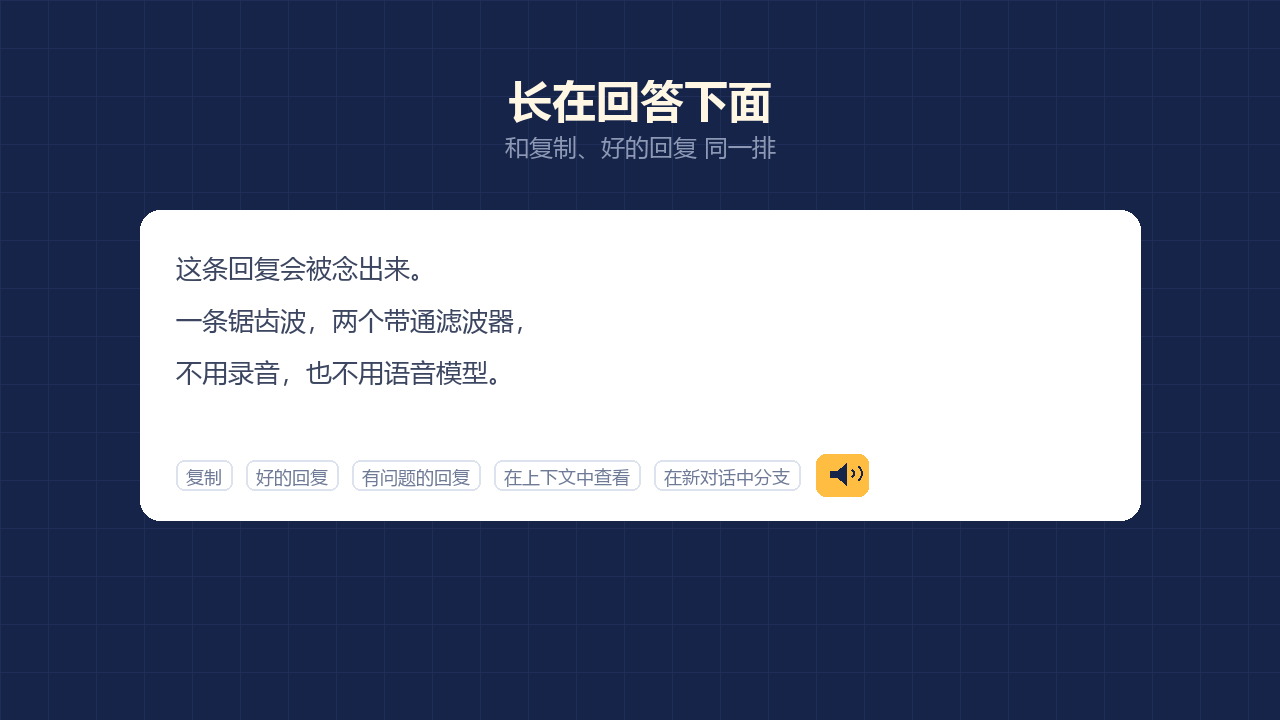 长在回答下面
和复制、好的回复 同一排
这条回复会被念出来。
一条锯齿波，两个带通滤波器，
不用录音，也不用语音模型。
复制 好的回复 有问题的回复 在上下文中查看 在新对话中分支